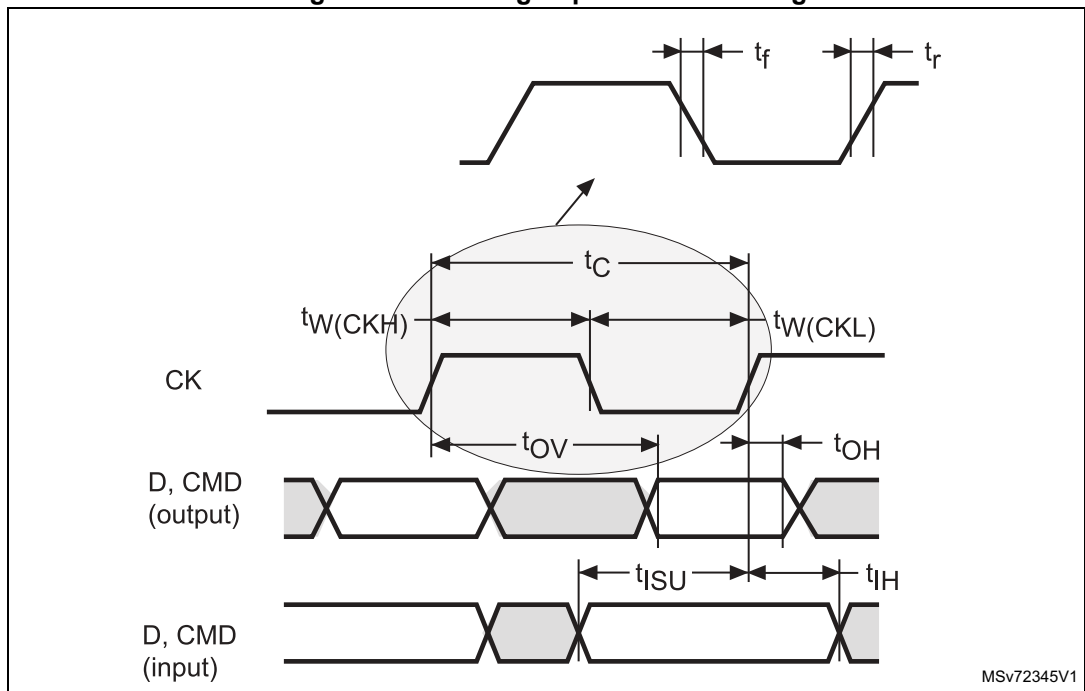 tf
tr
tC
tW(CKH)
tW(CKL)
CK
tOV
tOH
D, CMD
(output)
tISU
tIH
D, CMD
(input)
MSv72345V1